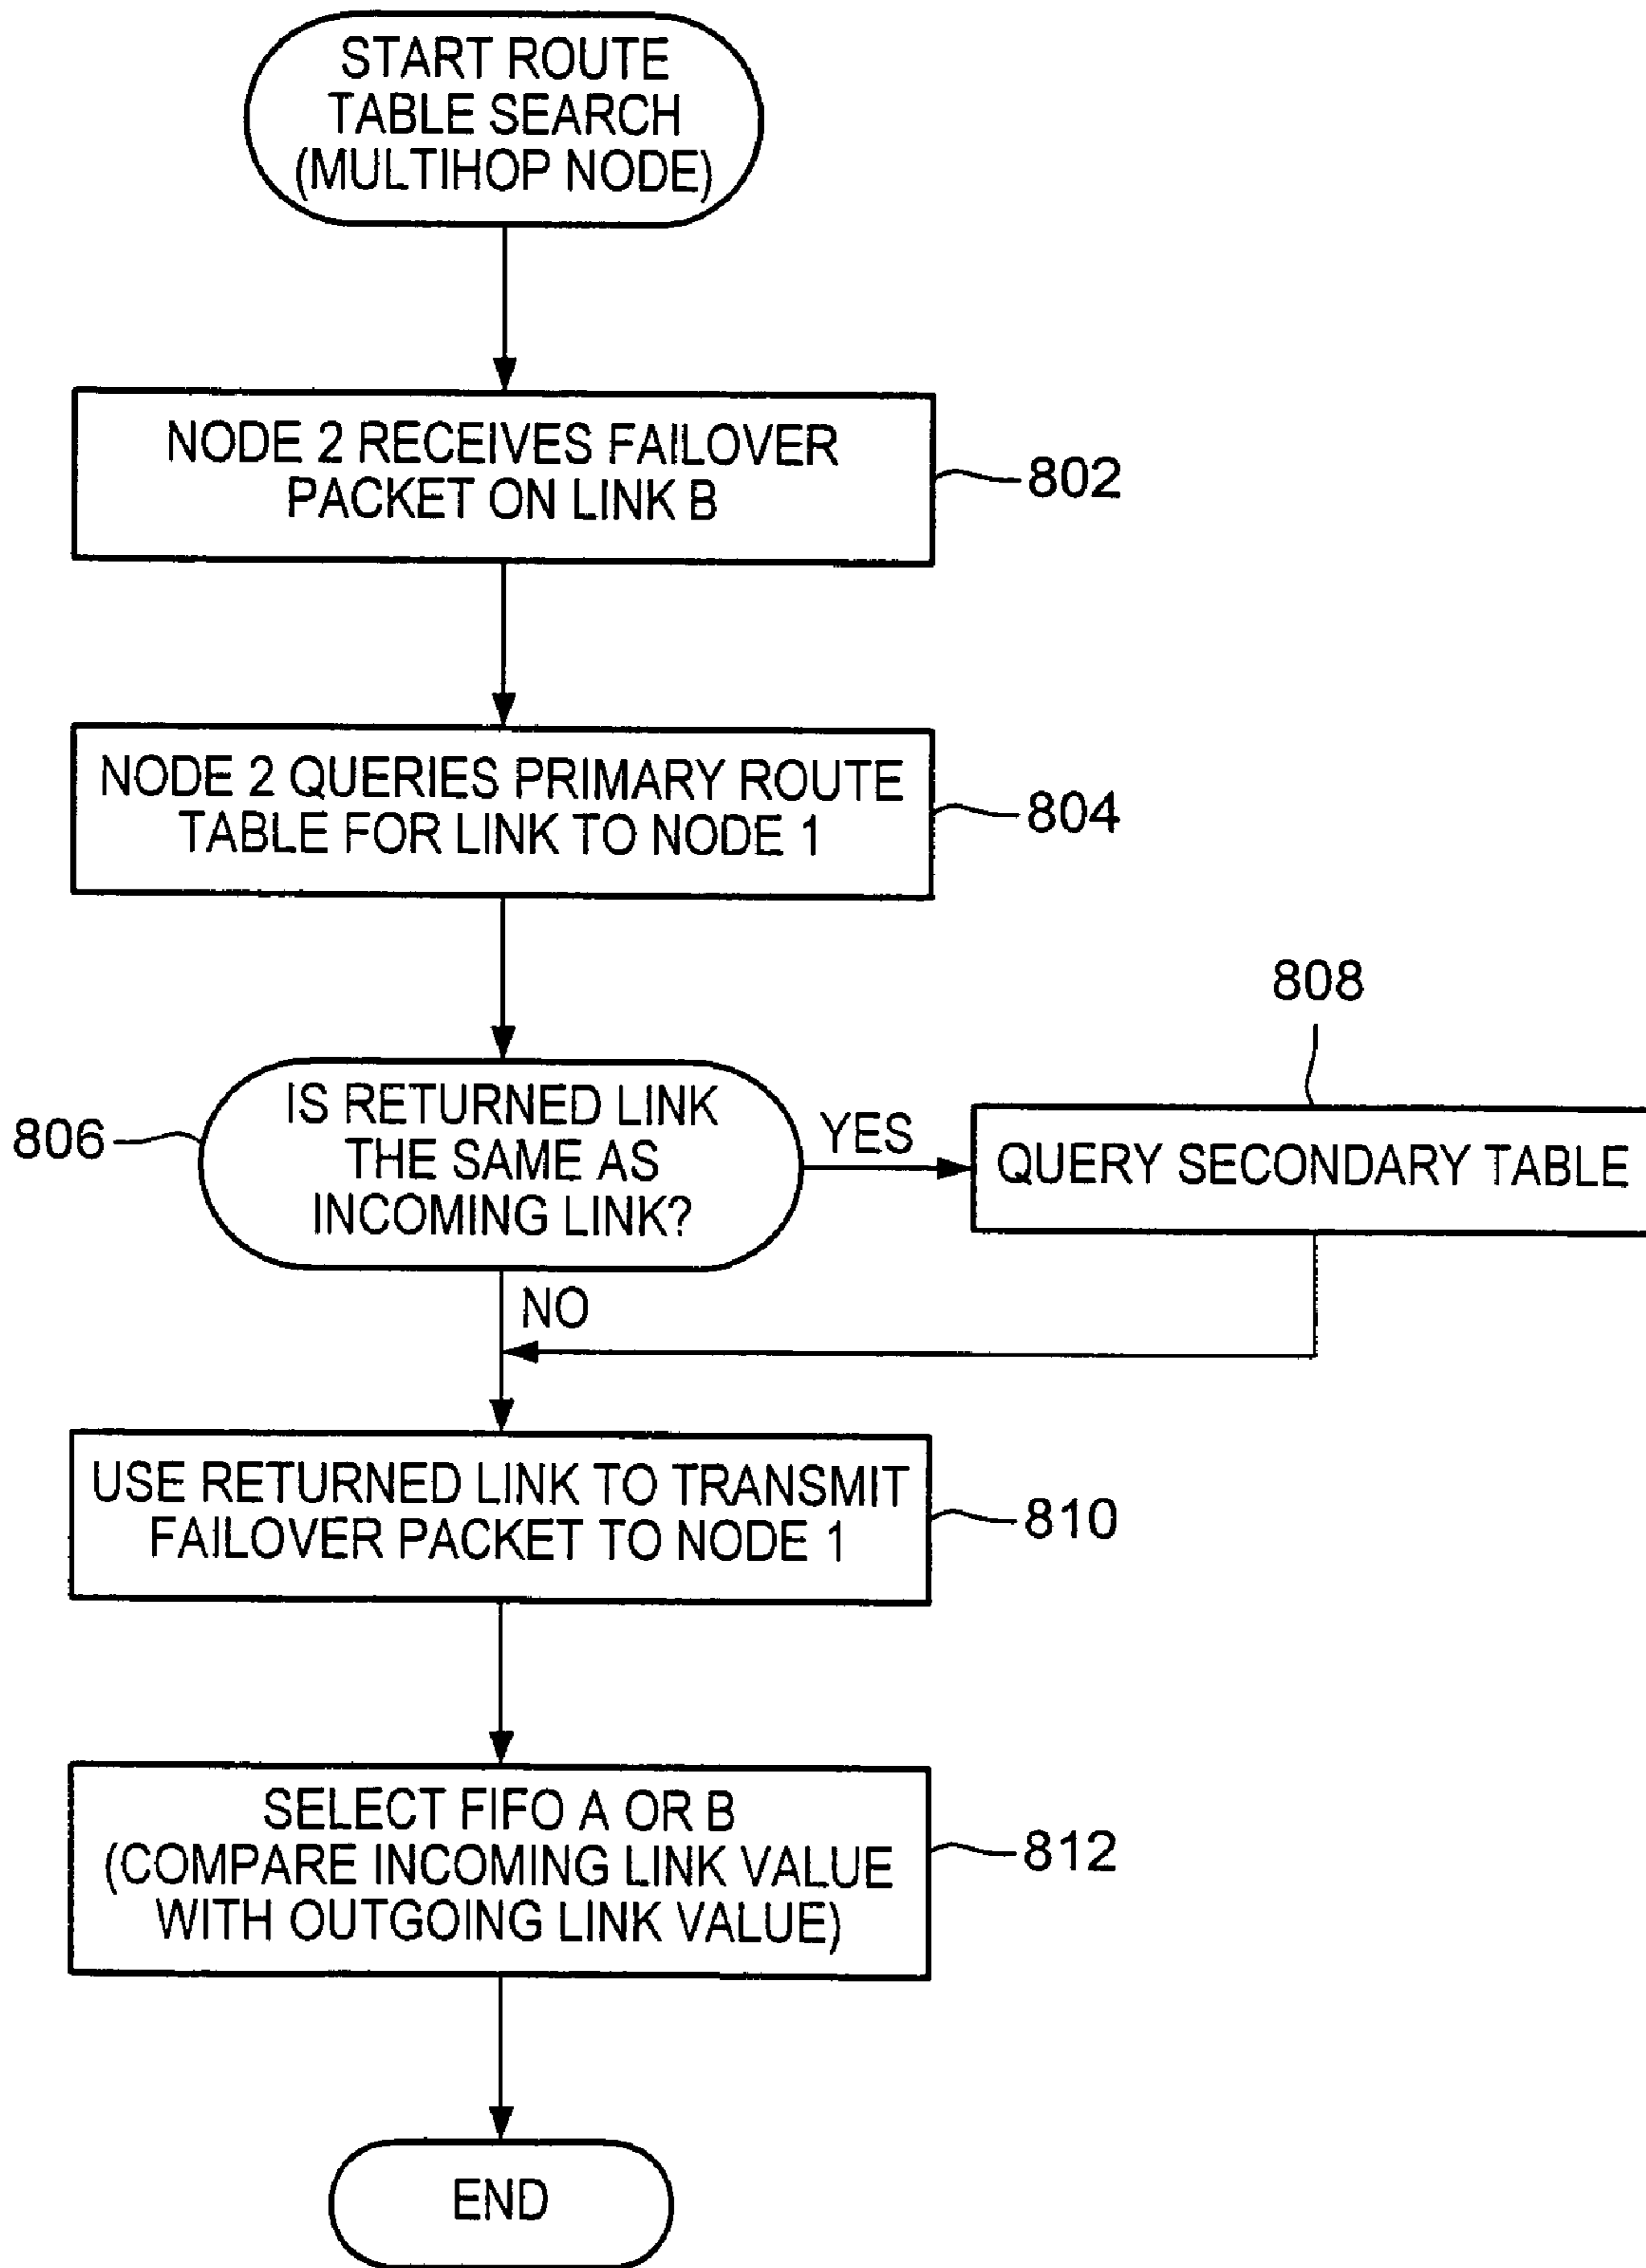 START ROUTE
TABLE SEARCH
(MULTIHOP NODE)
NODE 2 RECEIVES FAILOVER
PACKET ON LINK B
802
NODE 2 QUERIES PRIMARY ROUTE
TABLE FOR LINK TO NODE 1
804
808
806
IS RETURNED LINK
THE SAME AS
INCOMING LINK?
YES
QUERY SECONDARY TABLE
NO
USE RETURNED LINK TO TRANSMIT
FAILOVER PACKET TO NODE 1
810
SELECT FIFO A OR B
(COMPARE INCOMING LINK VALUE
WITH OUTGOING LINK VALUE)
812
END